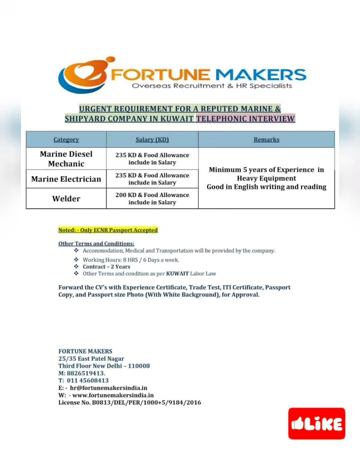 FORTUNE MAKERS
Overseas Recruitment & HR Specialists
URGENT REQUIREMENT FOR A REPUTED MARINE &
SHIPYARD COMPANY IN KUWAIT TELEPHONIC INTERVIEW
Category Salary (KD) Remarks
Marine Diesel Mechanic 235 KD & Food Allowance include in Salary
Marine Electrician 235 KD & Food Allowance include in Salary
Welder 200 KD & Food Allowance include in Salary
Minimum 5 years of Experience in
Heavy Equipment
Good in English writing and reading
Noted: - Only ECNR Passport Accepted
Other Terms and Conditions:
❖ Accommodation, Medical and Transportation will be provided by the company.
❖ Working Hours: 8 HRS / 6 Days a week.
❖ Contract – 2 Years
❖ Other Terms and condition as per KUWAIT Labor Law
Forward the CV's with Experience Certificate, Trade Test, ITI Certificate, Passport
Copy, and Passport size Photo (With White Background), for Approval.
FORTUNE MAKERS
25/35 East Patel Nagar
Third Floor New Delhi – 110008
M: 8826519413.
T: 011 45608413
E: - hr@fortunemakersindia.in
W: - www.fortunemakersindia.in
License No. B0813/DEL/PER/1000+5/9184/2016
LiKE